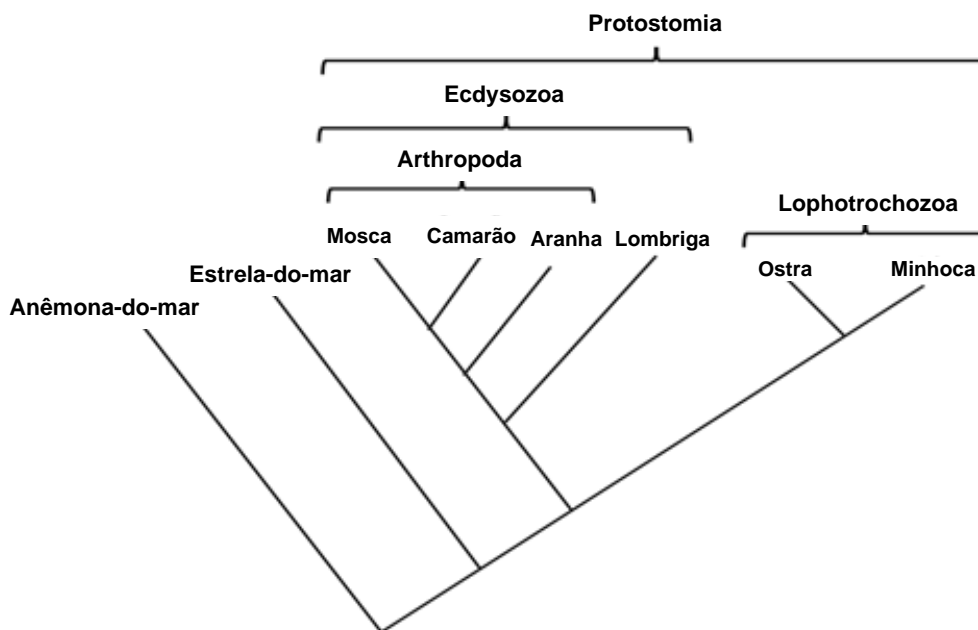 Protostomia
Ecdysozoa
Arthropoda
Lophotrochozoa
Mosca
Camarão
Aranha
Lombriga
Ostra
Minhoca
Estrela-do-mar
Anêmona-do-mar